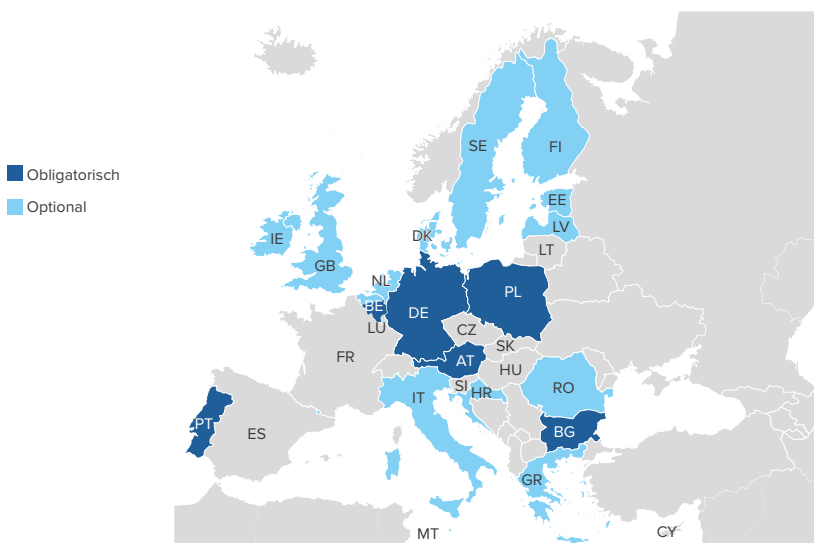 Obligatorisch
Optional
SE
FI
EE
LV
LT
DK
IE
GB
NL
BE
LU
DE
PL
CZ
SK
FR
AT
HU
SI
HR
RO
IT
PT
ES
BG
GR
MT
CY